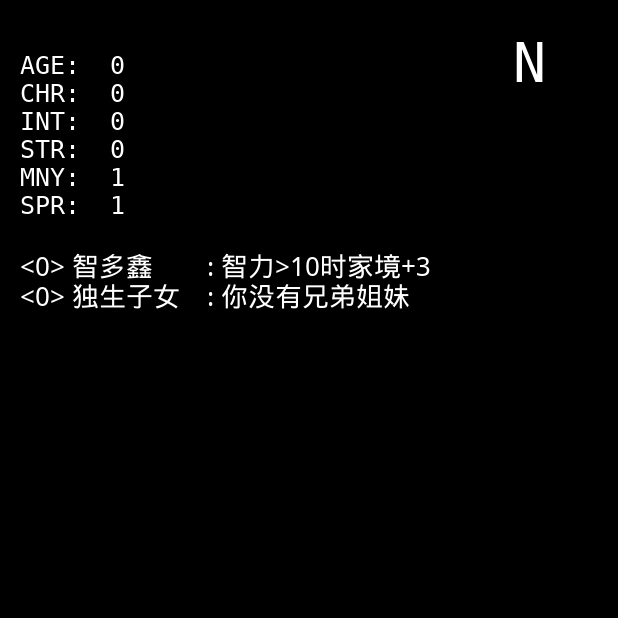 N
AGE: 0
CHR: 0
INT: 0
STR: 0
MNY: 1
SPR: 1
<0> 智多鑫 : 智力>10时家境+3
<0> 独生子女 : 你没有兄弟姐妹